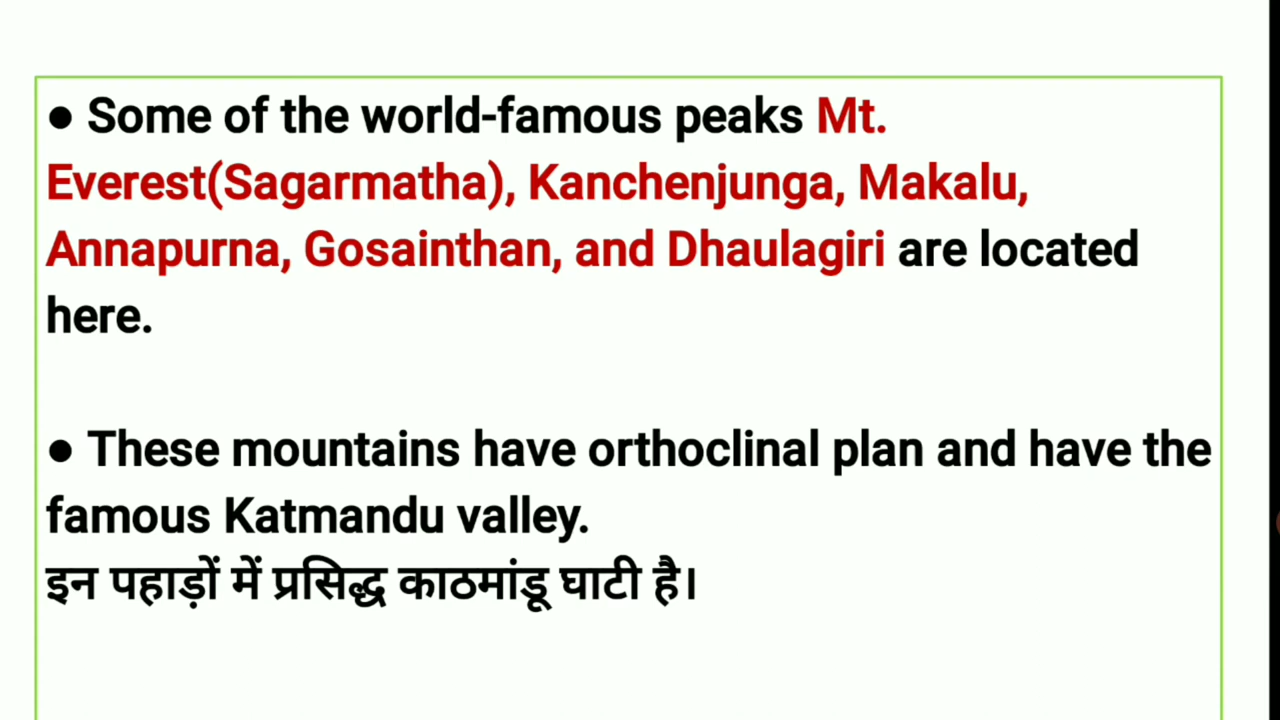 ● Some of the world-famous peaks Mt.
Everest(Sagarmatha), Kanchenjunga, Makalu,
Annapurna, Gosainthan, and Dhaulagiri are located
here.
● These mountains have orthoclinal plan and have the
famous Katmandu valley.
इन पहाड़ों में प्रसिद्ध काठमांडू घाटी है।